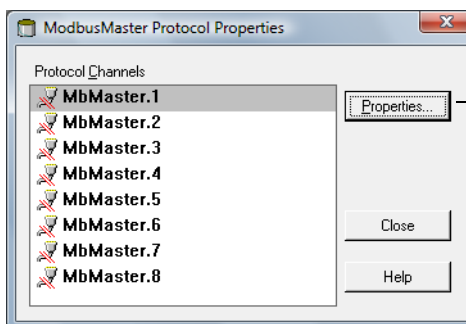 ModbusMaster Protocol Properties
Protocol Channels
MbMaster.1
MbMaster.2
MbMaster.3
MbMaster.4
MbMaster.5
MbMaster.6
MbMaster.7
MbMaster.8
Properties...
Close
Help